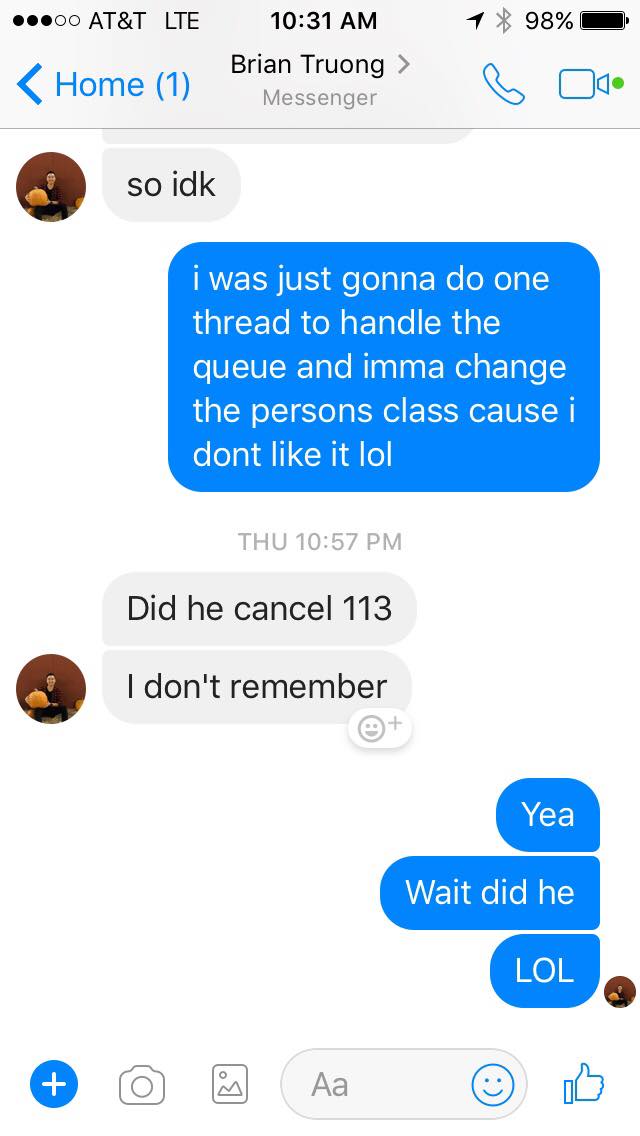 AT&T LTE 10:31 AM 98%
Home (1) Brian Truong
Messenger
so idk
i was just gonna do one
thread to handle the
queue and imma change
the persons class cause i
dont like it lol
THU 10:57 PM
Did he cancel 113
I don't remember
Yea
Wait did he
LOL
Aa